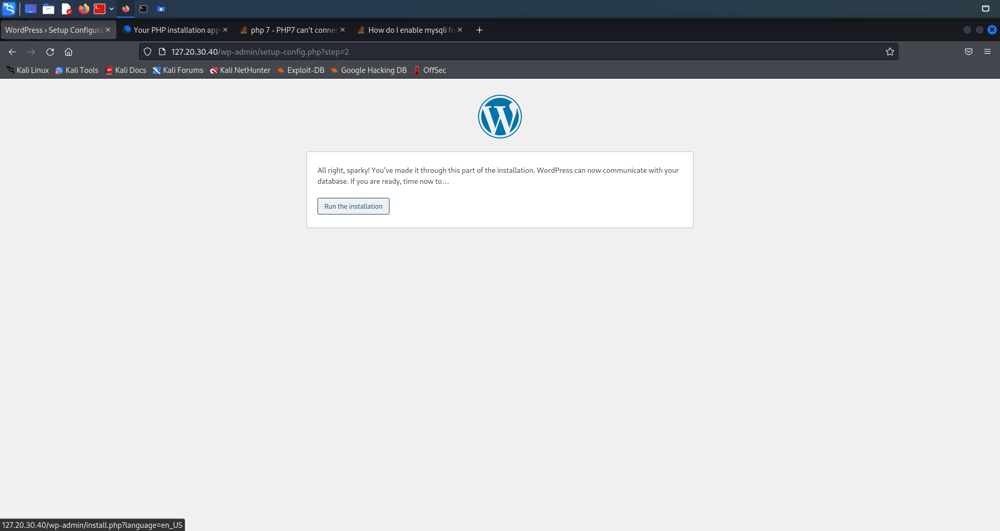 WordPress › Setup Configura
Your PHP installation app
php 7 - PHP7 can't connec
How do I enable mysqli fo
127.20.30.40/wp-admin/setup-config.php?step=2
Kali Linux
Kali Tools
Kali Docs
Kali Forums
Kali NetHunter
Exploit-DB
Google Hacking DB
OffSec
All right, sparky! You’ve made it through this part of the installation. WordPress can now communicate with your
database. If you are ready, time now to…
Run the installation
127.20.30.40/wp-admin/install.php?language=en_US